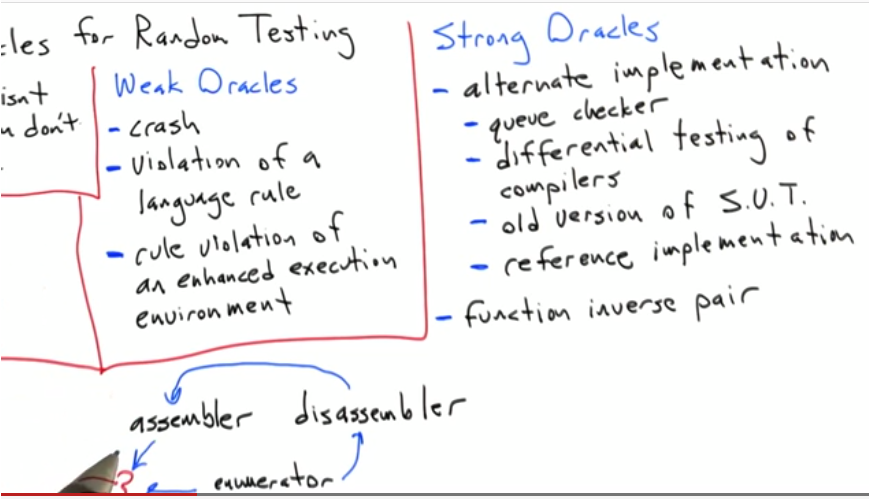 cles for Random Testing
isn't
n don't
Weak Oracles
- crash
- violation of a
language rule
- rule violation of
an enhanced execution
environment
Strong Oracles
- alternate implementation
- queue checker
- differential testing of
compilers
- old version of S.U.T.
- reference implementation
- function inverse pair
assembler disassembler
? enumerator